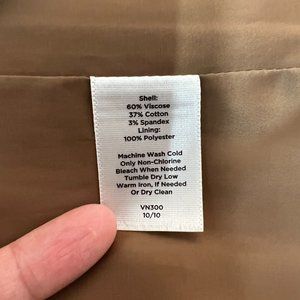 Shell:
60% Viscose
37% Cotton
3% Spandex
Lining:
100% Polyester
Machine Wash Cold
Only Non-Chlorine
Bleach When Needed
Tumble Dry Low
Warm Iron, If Needed
Or Dry Clean
VN300
10/10